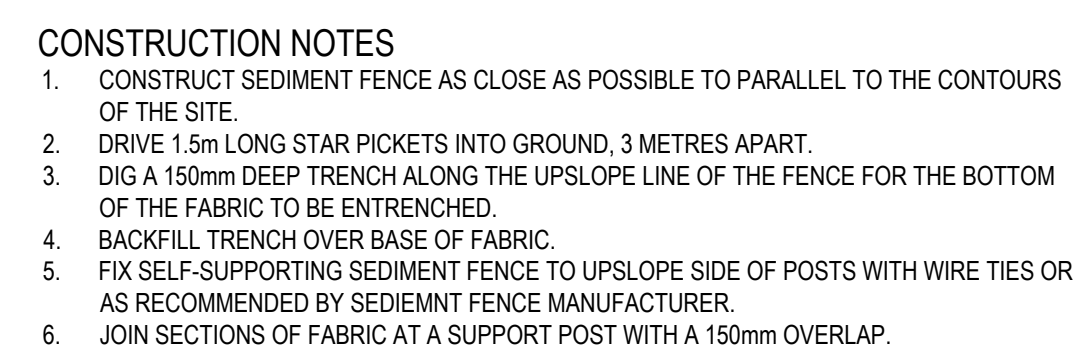 CONSTRUCTION NOTES
1. CONSTRUCT SEDIMENT FENCE AS CLOSE AS POSSIBLE TO PARALLEL TO THE CONTOURS
OF THE SITE.
2. DRIVE 1.5m LONG STAR PICKETS INTO GROUND, 3 METRES APART.
3. DIG A 150mm DEEP TRENCH ALONG THE UPSLOPE LINE OF THE FENCE FOR THE BOTTOM
OF THE FABRIC TO BE ENTRENCHED.
4. BACKFILL TRENCH OVER BASE OF FABRIC.
5. FIX SELF-SUPPORTING SEDIMENT FENCE TO UPSLOPE SIDE OF POSTS WITH WIRE TIES OR
AS RECOMMENDED BY SEDIEMNT FENCE MANUFACTURER.
6. JOIN SECTIONS OF FABRIC AT A SUPPORT POST WITH A 150mm OVERLAP.